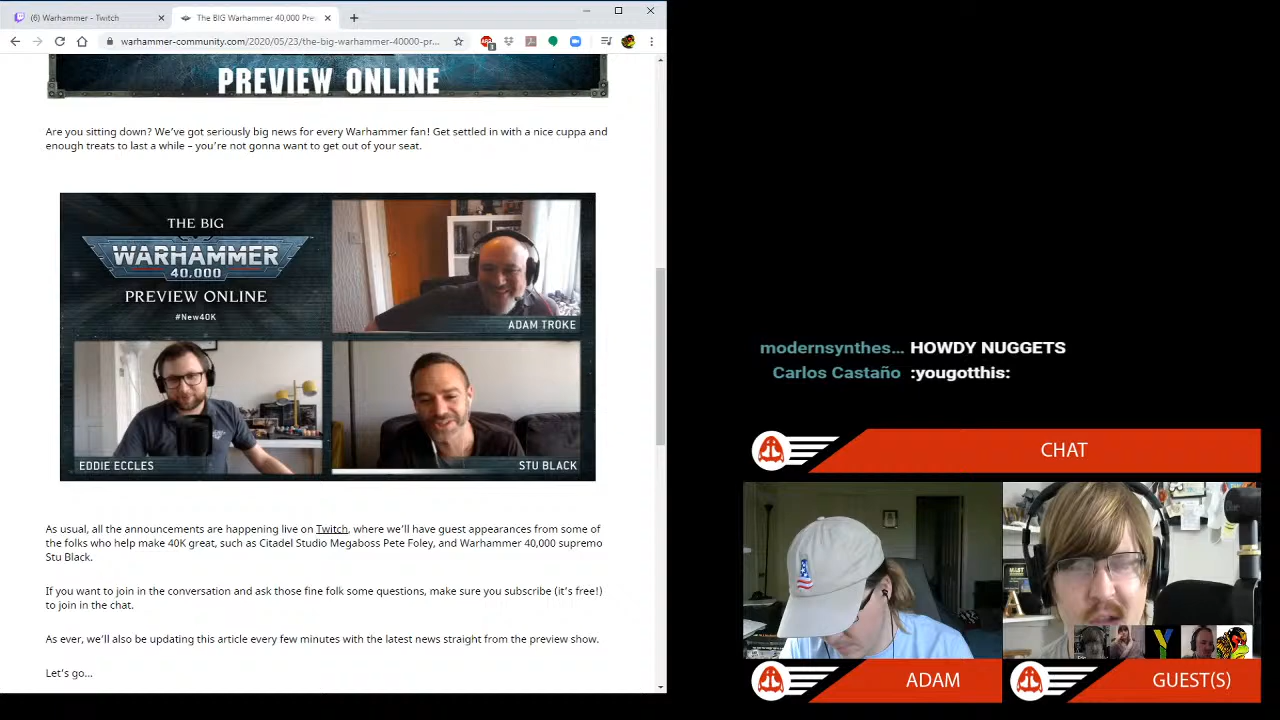 (6) Warhammer - Twitch
The BIG Warhammer 40,000 Pre
warhammer-community.com/2020/05/23/the-big-warhammer-40000-pr...
PREVIEW ONLINE
Are you sitting down? We've got seriously big news for every Warhammer fan! Get settled in with a nice cuppa and
enough treats to last a while – you're not gonna want to get out of your seat.
THE BIG
WARHAMMER
40,000
PREVIEW ONLINE
#New40K
ADAM TROKE
EDDIE ECCLES
STU BLACK
As usual, all the announcements are happening live on Twitch, where we'll have guest appearances from some of
the folks who help make 40K great, such as Citadel Studio Megaboss Pete Foley, and Warhammer 40,000 supremo
Stu Black.
If you want to join in the conversation and ask those fine folk some questions, make sure you subscribe (it's free!)
to join in the chat.
As ever, we'll also be updating this article every few minutes with the latest news straight from the preview show.
Let's go...
modernsynthes... HOWDY NUGGETS
Carlos Castaño :yougotthis:
CHAT
ADAM
GUEST(S)